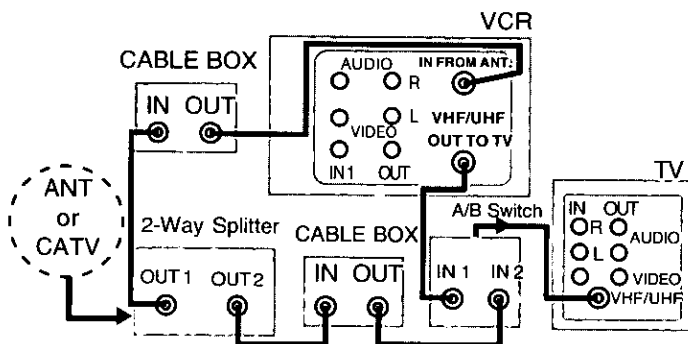 VCR
CABLE BOX
IN OUT
AUDIO
R
IN FROM ANT.
L
VIDEO
VHF/UHF
OUT TO TV
IN1 OUT
ANT
or
CATV
2-Way Splitter
OUT 1 OUT 2
CABLE BOX
IN OUT
A/B Switch
IN 1 IN 2
TV
IN OUT
R
AUDIO
L
VIDEO
VHF/UHF